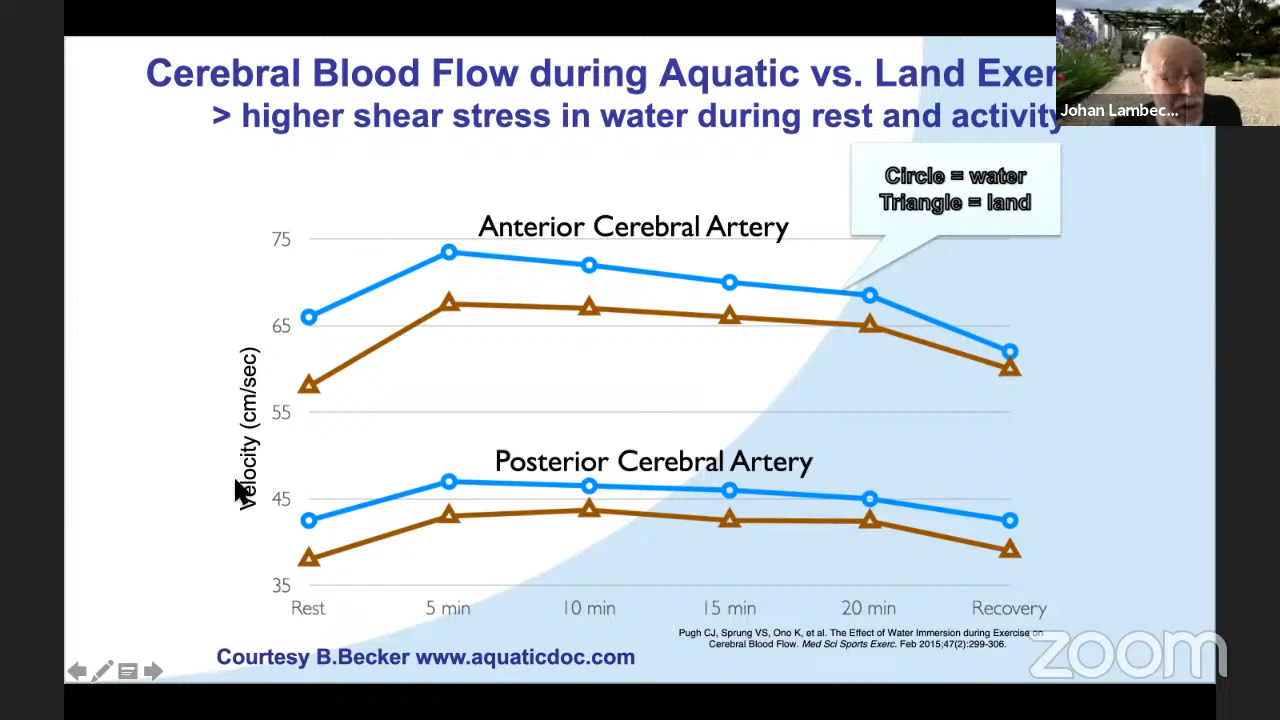 Cerebral Blood Flow during Aquatic vs. Land Exer
> higher shear stress in water during rest and activity
Johan Lambec...
Circle = water
Triangle = land
Anterior Cerebral Artery
75
65
55
Velocity (cm/sec)
Posterior Cerebral Artery
45
35
Rest 5 min 10 min 15 min 20 min Recovery
Pugh CJ, Sprung VS, Ono K, et al. The Effect of Water Immersion during Exercise on
Cerebral Blood Flow. Med Sci Sports Exerc. Feb 2015;47(2):299-306.
Courtesy B.Becker www.aquaticdoc.com
zoom